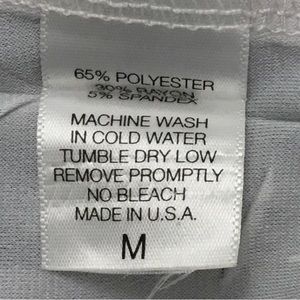 65% POLYESTER
30% RAYON
5% SPANDEX
MACHINE WASH
IN COLD WATER
TUMBLE DRY LOW
REMOVE PROMPTLY
NO BLEACH
MADE IN U.S.A.
M